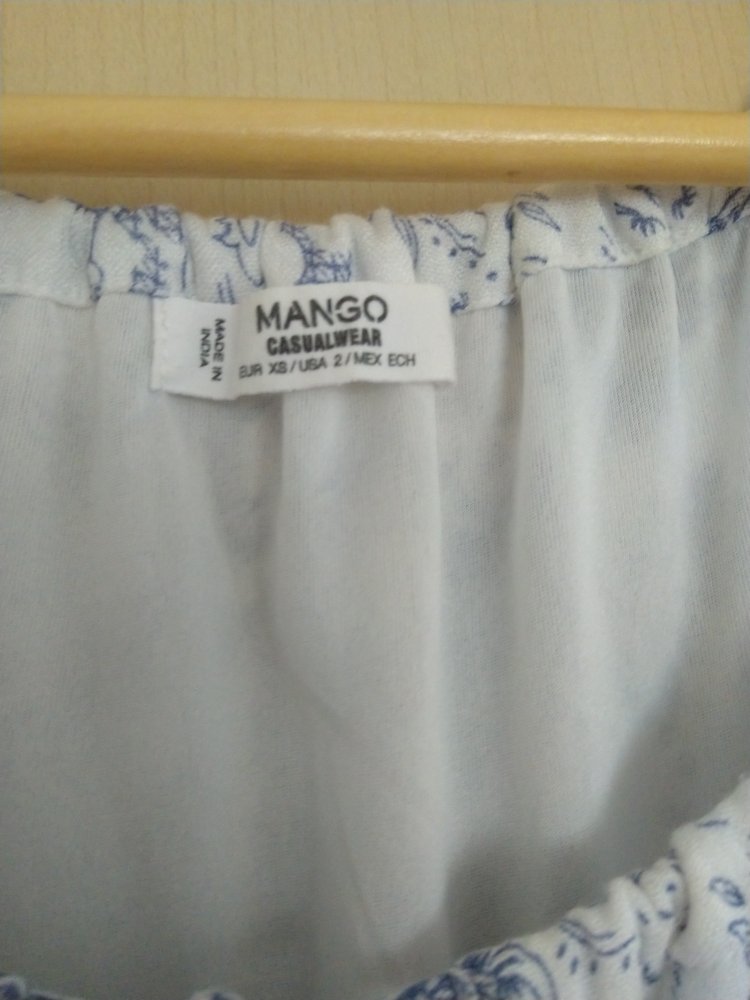 MANGO
CASUALWEAR
EUR XS/USA 2/MEX ECH
MADE IN
INDIA